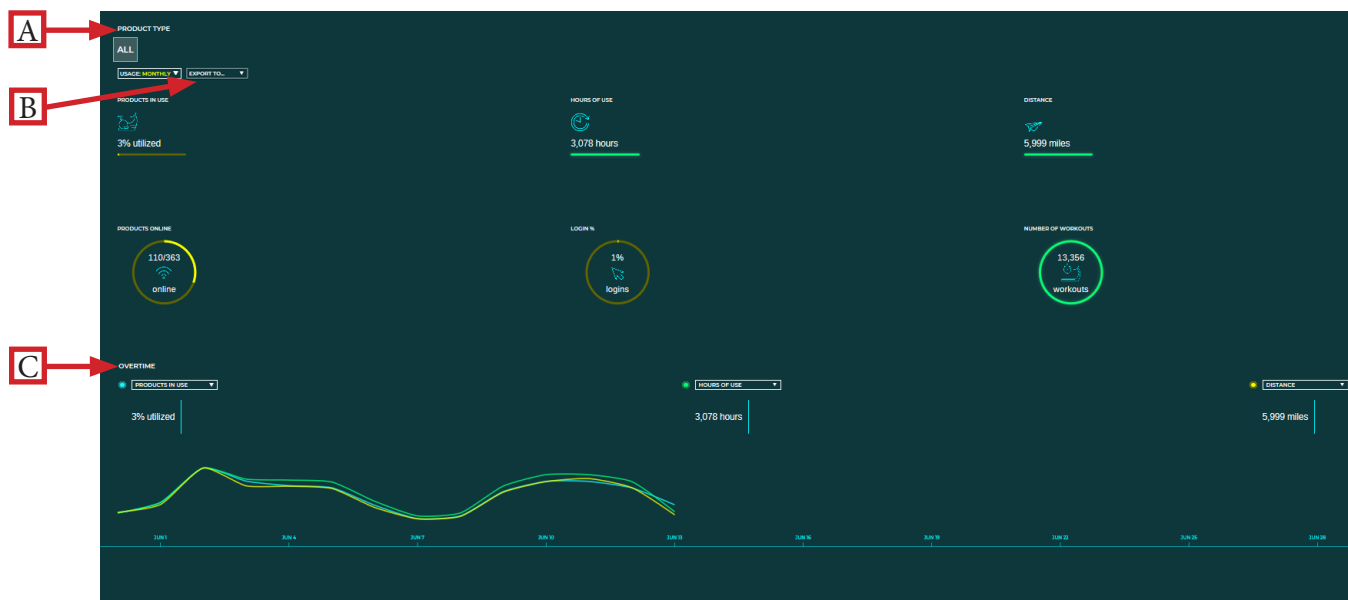 A
PRODUCT TYPE
ALL
USAGE: MONTHLY
EXPORT TO...
B
PRODUCTS IN USE
HOURS OF USE
DISTANCE
3% utilized
3,078 hours
5,999 miles
PRODUCTS ONLINE
LOGIN %
NUMBER OF WORKOUTS
110/363
online
1%
logins
13,356
workouts
C
OVERTIME
PRODUCTS IN USE
HOURS OF USE
DISTANCE
3% utilized
3,078 hours
5,999 miles
JUN 1 JUN 4 JUN 7 JUN 10 JUN 13 JUN 16 JUN 19 JUN 22 JUN 25 JUN 28